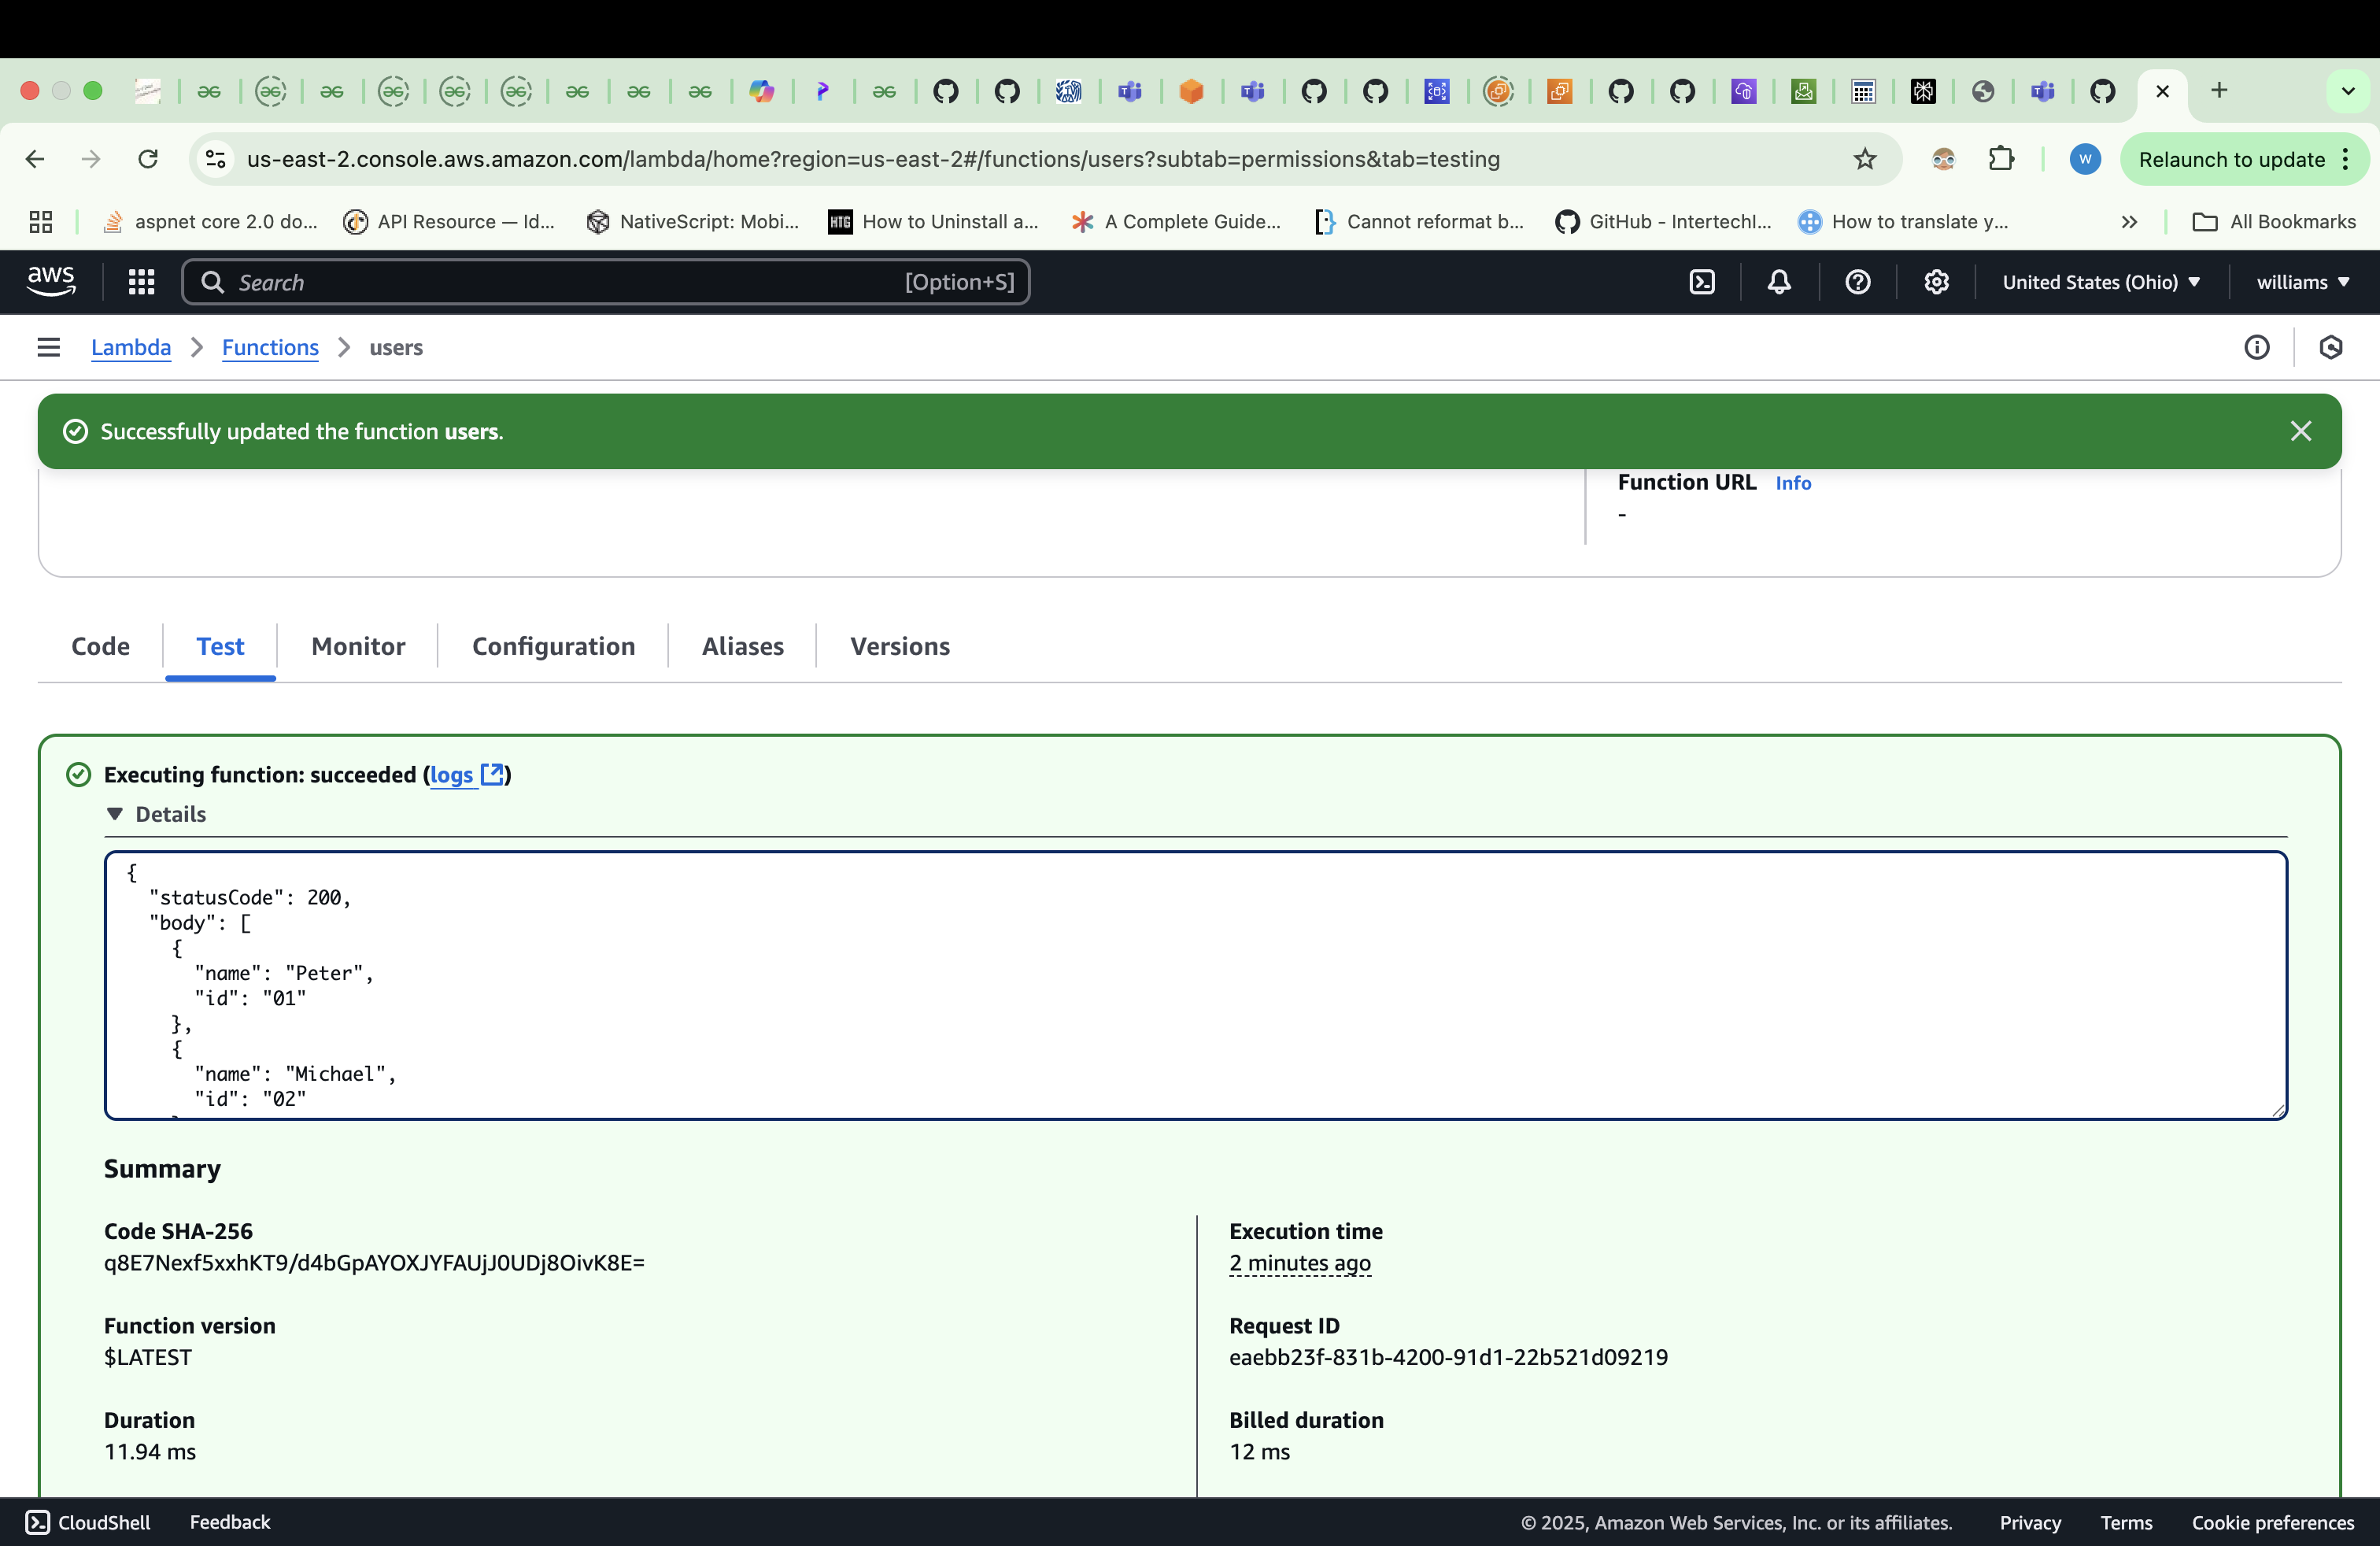 us-east-2.console.aws.amazon.com/lambda/home?region=us-east-2#/functions/users?subtab=permissions&tab=testing
W
Relaunch to update
aspnet core 2.0 do...
API Resource — Id...
NativeScript: Mobi...
HTG
How to Uninstall a...
A Complete Guide...
Cannot reformat b...
GitHub - Intertechl...
How to translate y...
All Bookmarks
aws
Search
[Option+S]
United States (Ohio)
williams
Lambda
Functions
users
Successfully updated the function users.
Function URL Info
-
Code
Test
Monitor
Configuration
Aliases
Versions
Executing function: succeeded (logs)
Details
{
"statusCode": 200,
"body": [
{
"name": "Peter",
"id": "01"
},
{
"name": "Michael",
"id": "02"
Summary
Code SHA-256
q8E7Nexf5xxhKT9/d4bGpAYOXJYFAUjJ0UDj8OivK8E=
Execution time
2 minutes ago
Function version
$LATEST
Request ID
eaebb23f-831b-4200-91d1-22b521d09219
Duration
11.94 ms
Billed duration
12 ms
CloudShell
Feedback
© 2025, Amazon Web Services, Inc. or its affiliates.
Privacy
Terms
Cookie preferences